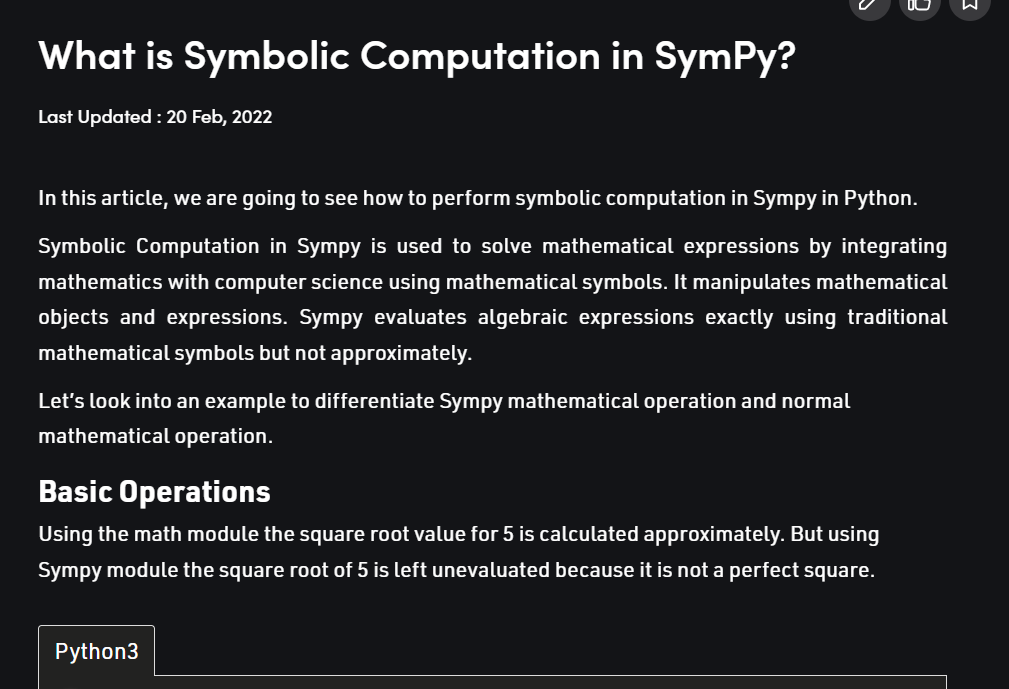 What is Symbolic Computation in SymPy?
Last Updated : 20 Feb, 2022
In this article, we are going to see how to perform symbolic computation in Sympy in Python.
Symbolic Computation in Sympy is used to solve mathematical expressions by integrating
mathematics with computer science using mathematical symbols. It manipulates mathematical
objects and expressions. Sympy evaluates algebraic expressions exactly using traditional
mathematical symbols but not approximately.
Let’s look into an example to differentiate Sympy mathematical operation and normal
mathematical operation.
Basic Operations
Using the math module the square root value for 5 is calculated approximately. But using
Sympy module the square root of 5 is left unevaluated because it is not a perfect square.
Python3